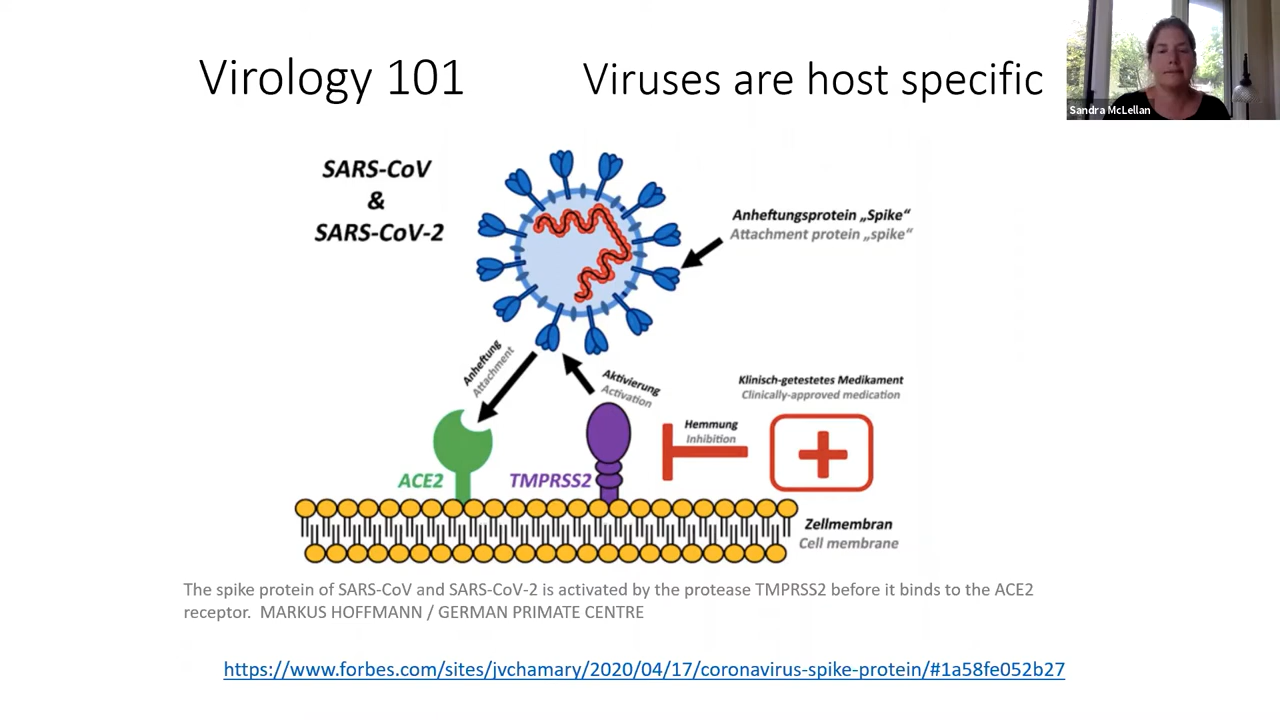 Virology 101
Viruses are host specific
Sandra McLellan
SARS-CoV
&
SARS-CoV-2
Anheftungsprotein „Spike“
Attachment protein „spike“
Anheftung
Attachment
Aktivierung
Activation
Klinisch-getestetes Medikament
Clinically-approved medication
Hemmung
Inhibition
ACE2
TMPRSS2
Zellmembran
Cell membrane
The spike protein of SARS-CoV and SARS-CoV-2 is activated by the protease TMPRSS2 before it binds to the ACE2
receptor. MARKUS HOFFMANN / GERMAN PRIMATE CENTRE
https://www.forbes.com/sites/jvchamary/2020/04/17/coronavirus-spike-protein/#1a58fe052b27